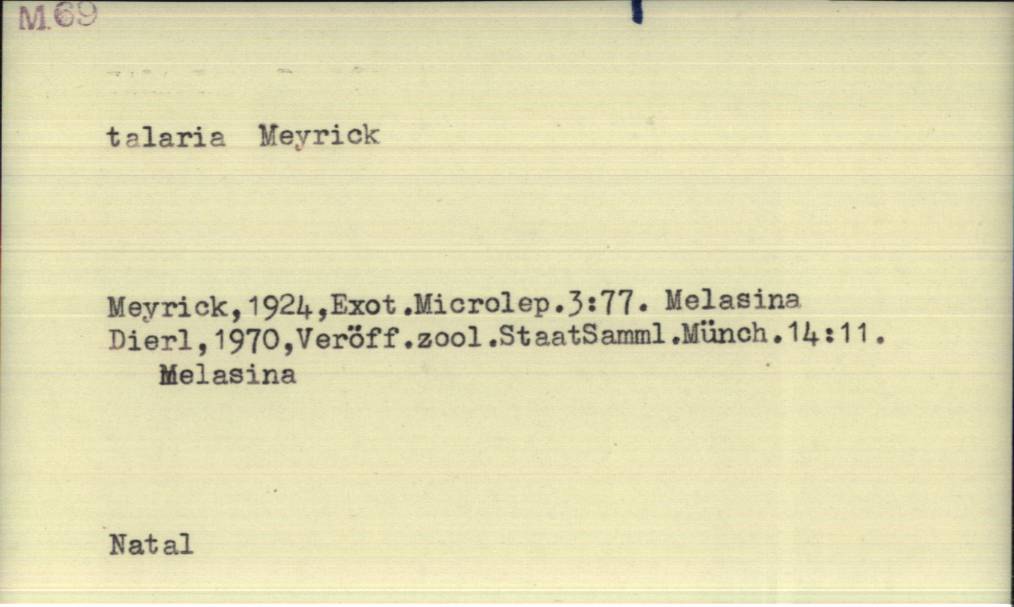 M.69
talaria Meyrick
Meyrick,1924,Exot.Microlep.3:77. Melasina
Dierl,1970,Veröff.zool.StaatSamml.Münch.14:11.
Melasina
Natal